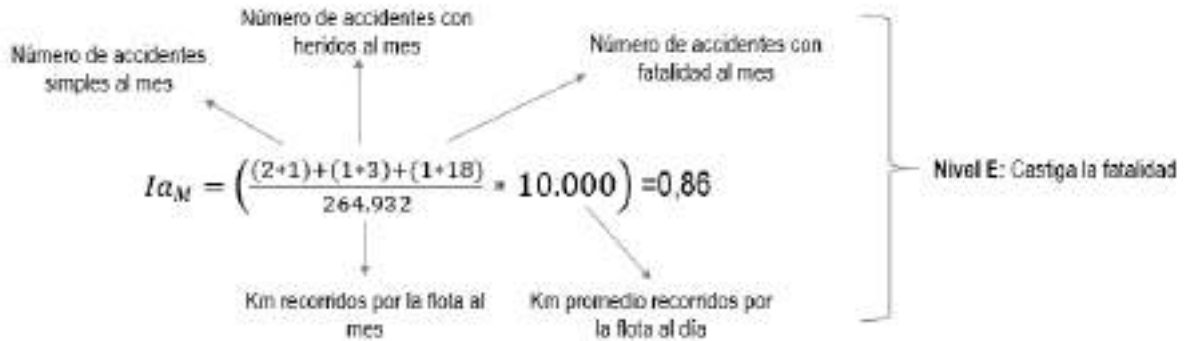 Número de accidentes con
heridos al mes
Número de accidentes
simples al mes
Número de accidentes con
fatalidad al mes
Ia_M = ( ((2*1)+(1*3)+(1*18)) / 264.932 * 10.000 ) =0,86
Nivel E: Castiga la fatalidad
Km recorridos por la flota al
mes
Km promedio recorridos por
la flota al día